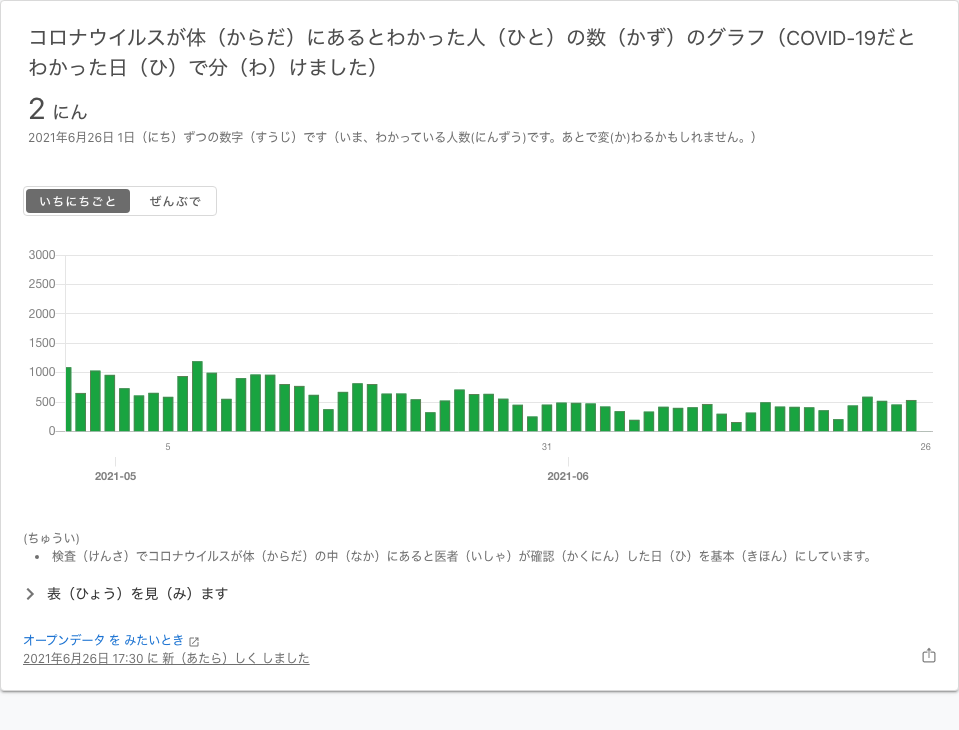 コロナウイルスが体（からだ）にあるとわかった人（ひと）の数（かず）のグラフ（COVID-19だと
わかった日（ひ）で分（わ）けました）
2 にん
2021年6月26日 1日（にち）ずつの数字（すうじ）です（いま、わかっている人数(にんずう)です。あとで変(か)わるかもしれません。）
いちにちごと ぜんぶで
3000
2500
2000
1500
1000
500
0
5 31 26
2021-05 2021-06
(ちゅうい)
• 検査（けんさ）でコロナウイルスが体（からだ）の中（なか）にあると医者（いしゃ）が確認（かくにん）した日（ひ）を基本（きほん）にしています。
表（ひょう）を見（み）ます
オープンデータ を みたいとき
2021年6月26日 17:30 に 新（あたら）しく しました